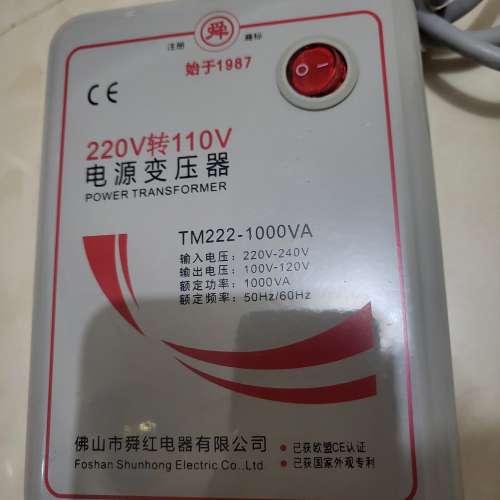 注册 舜 商标
始于1987
CE
220V转110V
电源变压器
POWER TRANSFORMER
TM222-1000VA
输入电压：220V-240V
输出电压：100V-120V
额定功率：1000VA
额定频率：50Hz/60Hz
佛山市舜红电器有限公司
Foshan Shunhong Electric Co.,Ltd
已获欧盟CE认证
已获国家外观专利